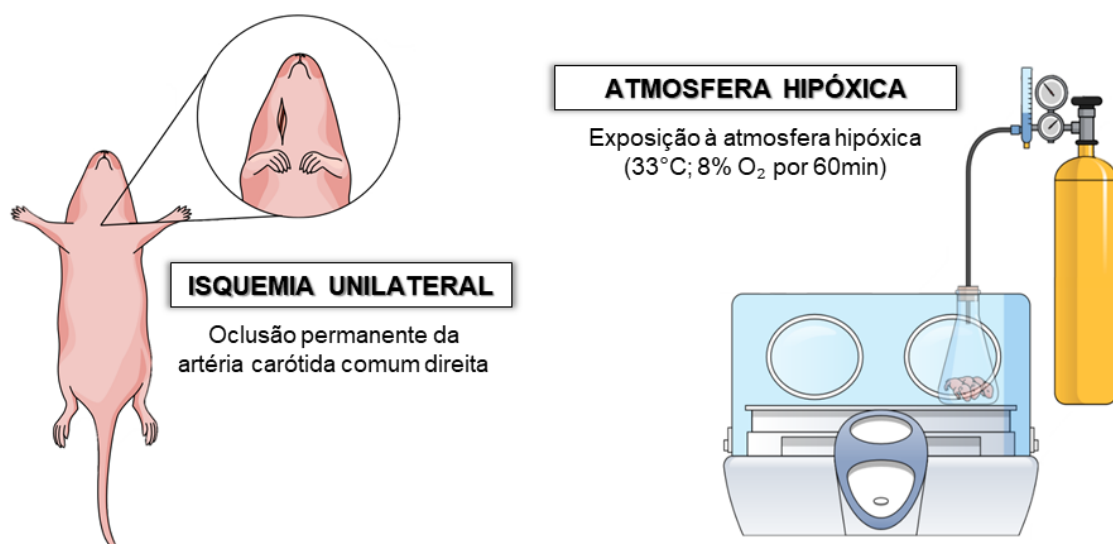 ISQUEMIA UNILATERAL
Oclusão permanente da
artéria carótida comum direita
ATMOSFERA HIPÓXICA
Exposição à atmosfera hipóxica
(33°C; 8% O₂ por 60min)